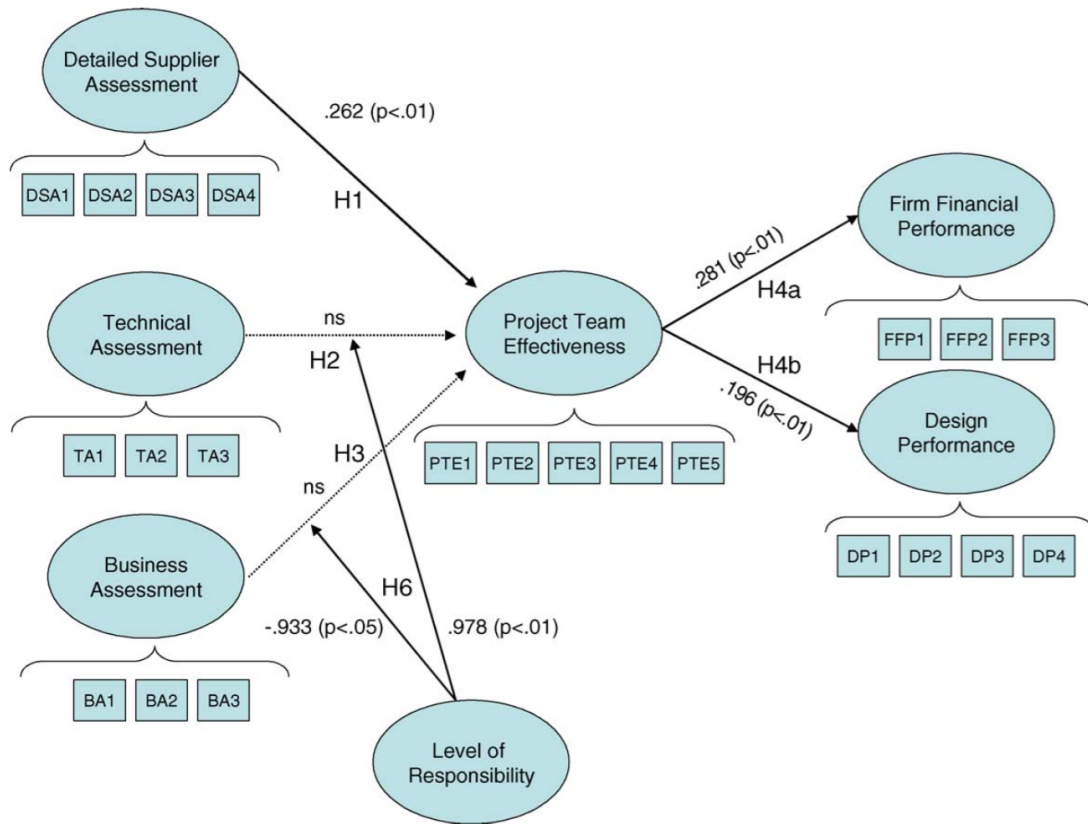 Detailed Supplier
Assessment
.262 (p<.01)
DSA1 DSA2 DSA3 DSA4
H1
Firm Financial
Performance
.281 (p<.01)
H4a
FFP1 FFP2 FFP3
Technical
Assessment
ns
H2
TA1 TA2 TA3
Project Team
Effectiveness
PTE1 PTE2 PTE3 PTE4 PTE5
H4b
.196 (p<.01)
Design
Performance
DP1 DP2 DP3 DP4
H3
ns
Business
Assessment
BA1 BA2 BA3
H6
-.933 (p<.05)
.978 (p<.01)
Level of
Responsibility